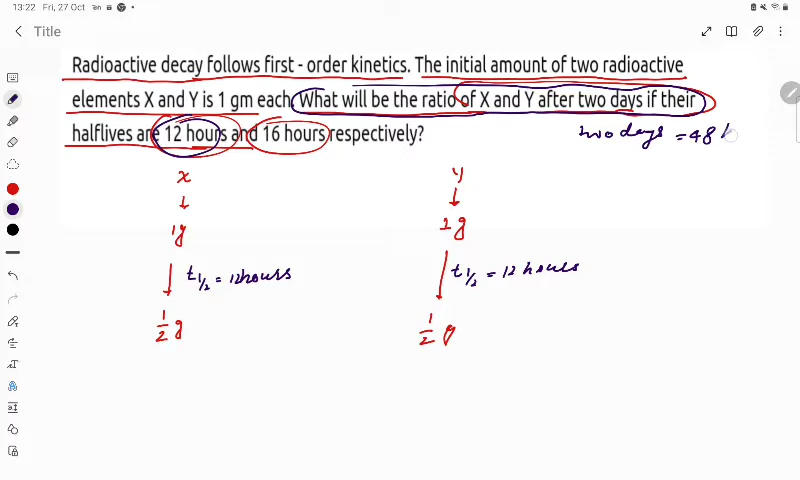 13:22 Fri, 27 Oct
Title
Radioactive decay follows first - order kinetics. The initial amount of two radioactive
elements X and Y is 1 gm each. What will be the ratio of X and Y after two days if their
halflives are 12 hours and 16 hours respectively?
two days = 48 h
x y
1g 1g
t1/2 = 12 hours t1/2 = 12 hours
1/2 g 1/2 g